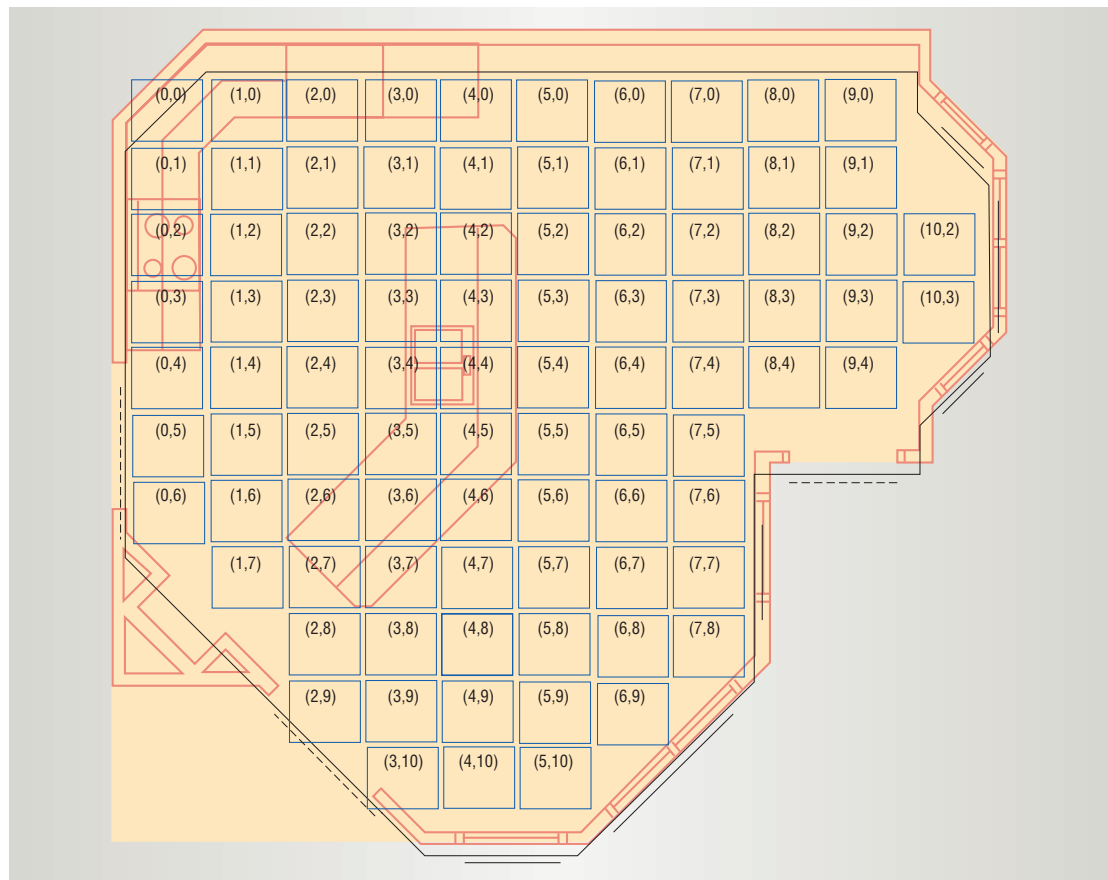 (0,0) (1,0) (2,0) (3,0) (4,0) (5,0) (6,0) (7,0) (8,0) (9,0)
(0,1) (1,1) (2,1) (3,1) (4,1) (5,1) (6,1) (7,1) (8,1) (9,1)
(0,2) (1,2) (2,2) (3,2) (4,2) (5,2) (6,2) (7,2) (8,2) (9,2) (10,2)
(0,3) (1,3) (2,3) (3,3) (4,3) (5,3) (6,3) (7,3) (8,3) (9,3) (10,3)
(0,4) (1,4) (2,4) (3,4) (4,4) (5,4) (6,4) (7,4) (8,4) (9,4)
(0,5) (1,5) (2,5) (3,5) (4,5) (5,5) (6,5) (7,5)
(0,6) (1,6) (2,6) (3,6) (4,6) (5,6) (6,6) (7,6)
(1,7) (2,7) (3,7) (4,7) (5,7) (6,7) (7,7)
(2,8) (3,8) (4,8) (5,8) (6,8) (7,8)
(2,9) (3,9) (4,9) (5,9) (6,9)
(3,10) (4,10) (5,10)